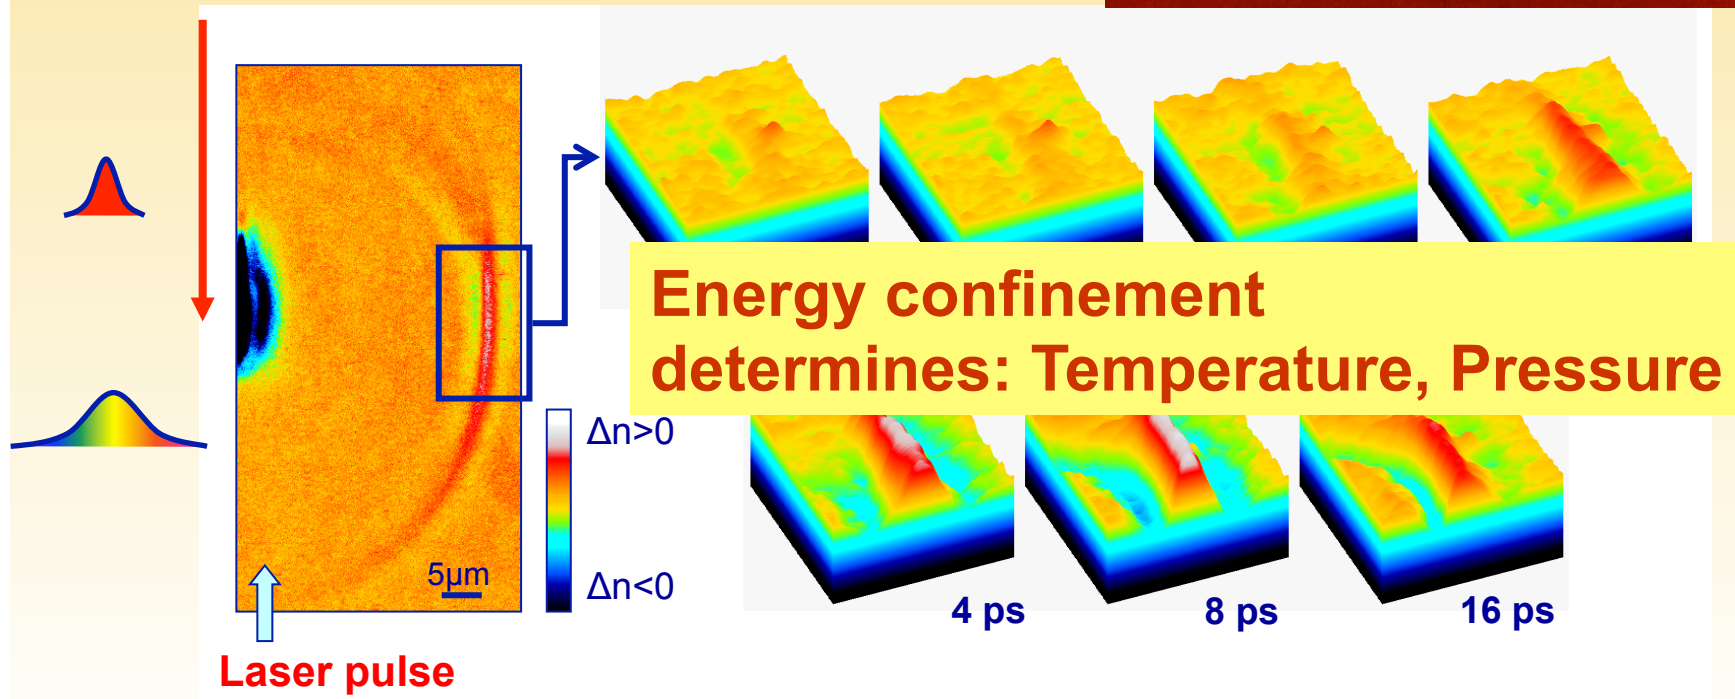 Energy confinement
determines: Temperature, Pressure
Δn>0
5µm
Δn<0
4 ps
8 ps
16 ps
Laser pulse